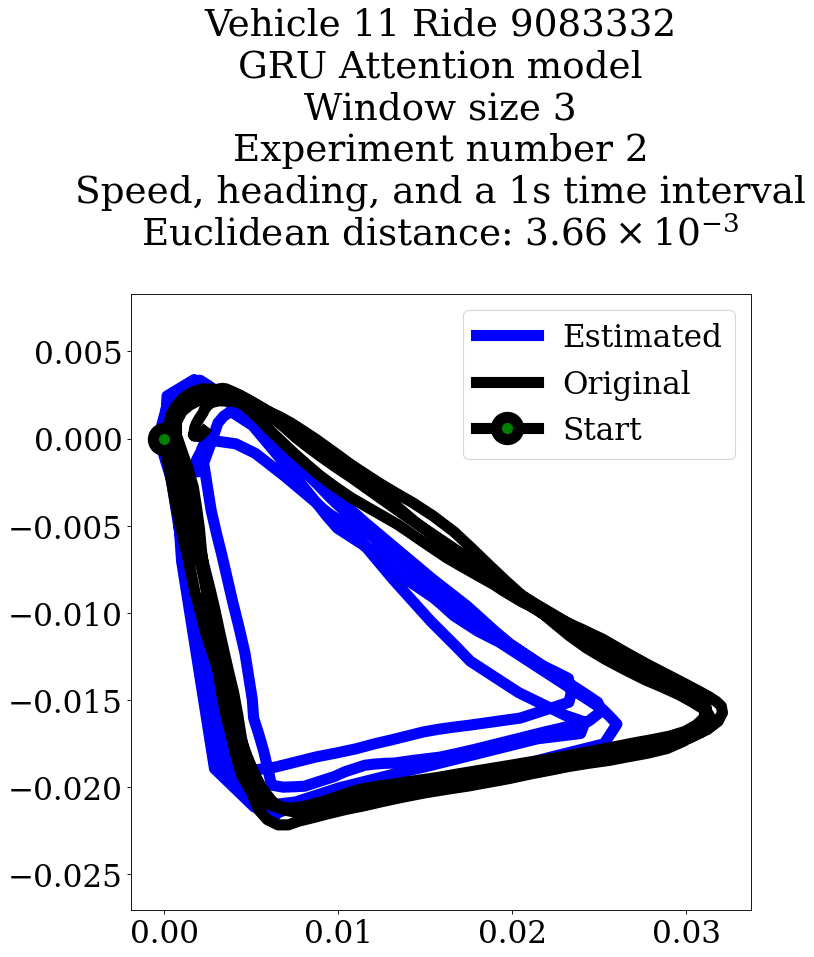 Vehicle 11 Ride 9083332
GRU Attention model
Window size 3
Experiment number 2
Speed, heading, and a 1s time interval
Euclidean distance: 3.66 × 10⁻³
Estimated
Original
Start
0.005
0.000
−0.005
−0.010
−0.015
−0.020
−0.025
0.00 0.01 0.02 0.03